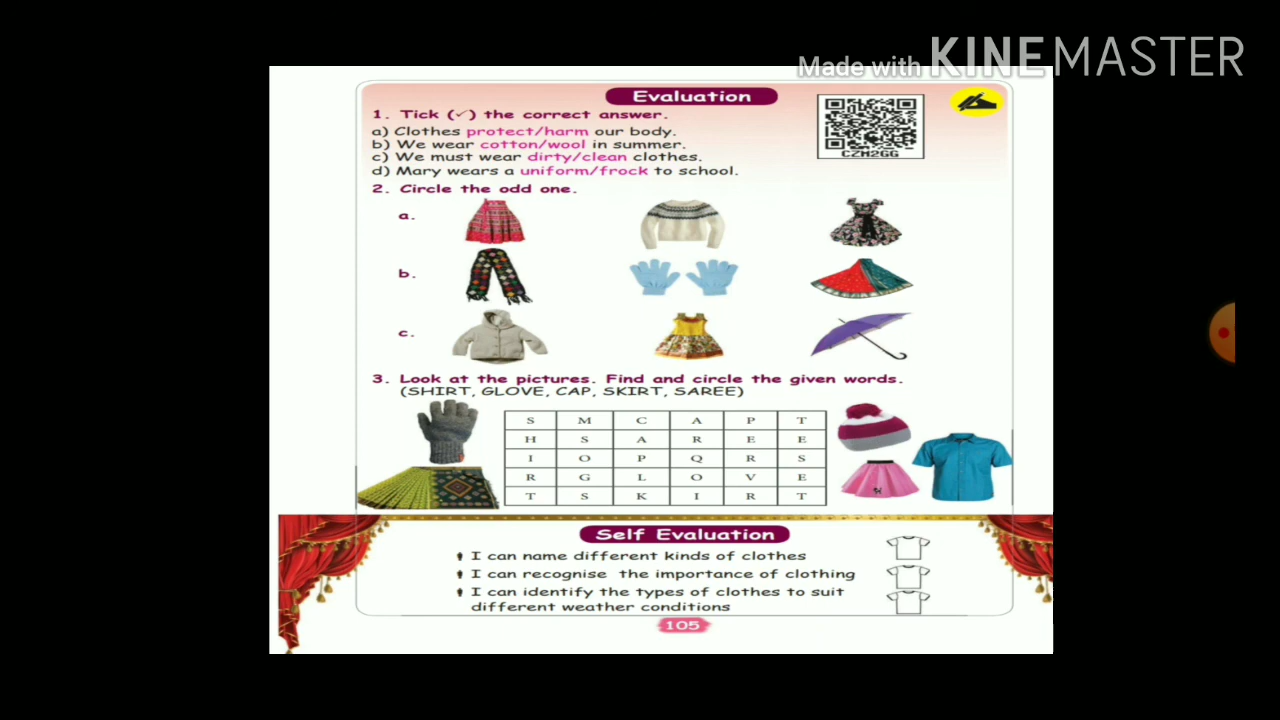 Made with KINEMASTER
Evaluation
1. Tick (✓) the correct answer.
a) Clothes protect/harm our body.
b) We wear cotton/wool in summer.
c) We must wear dirty/clean clothes.
d) Mary wears a uniform/frock to school.
CZM2GG
2. Circle the odd one.
a.
b.
c.
3. Look at the pictures. Find and circle the given words.
(SHIRT, GLOVE, CAP, SKIRT, SAREE)
S M C A P T
H S A R E E
I O P Q R S
R G L O V E
T S K I R T
Self Evaluation
I can name different kinds of clothes
I can recognise the importance of clothing
I can identify the types of clothes to suit
different weather conditions
105